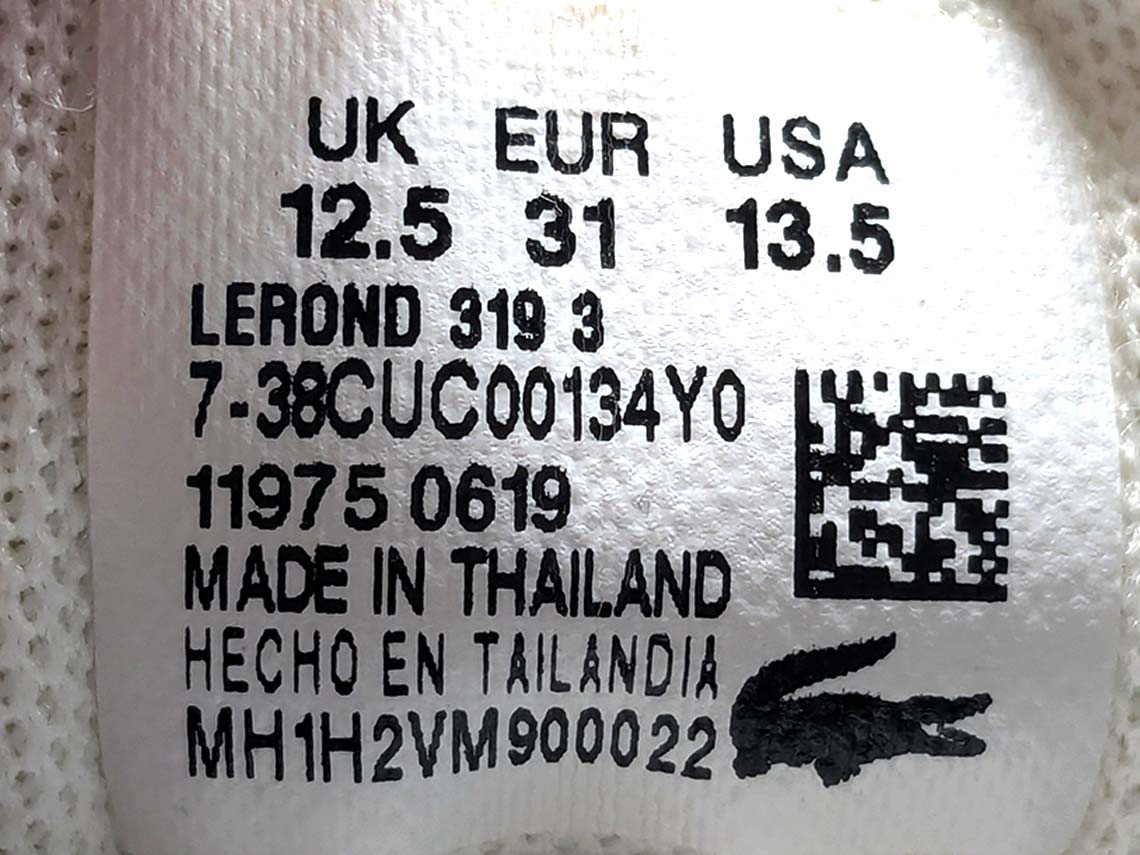 UK EUR USA
12.5 31 13.5
LEROND 319 3
7-38CUC00134Y0
11975 0619
MADE IN THAILAND
HECHO EN TAILANDIA
MH1H2VM900022